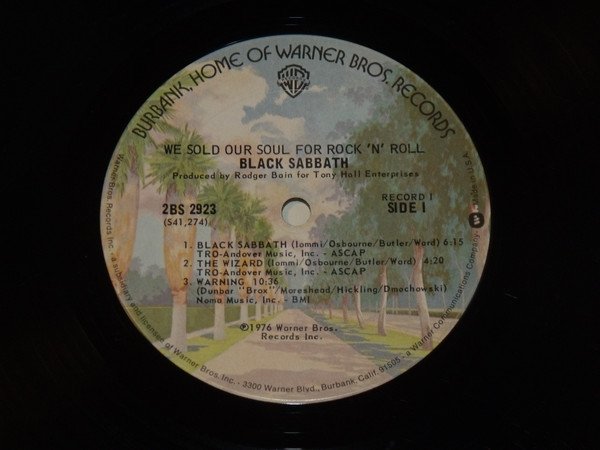 BURBANK, HOME OF WARNER BROS. RECORDS
WE SOLD OUR SOUL FOR ROCK 'N' ROLL
BLACK SABBATH
Produced by Rodger Bain for Tony Hall Enterprises
2BS 2923
(S41,274)
RECORD I
SIDE I
1. BLACK SABBATH (Iommi/Osbourne/Butler/Ward) 6:15
TRO-Andover Music, Inc. - ASCAP
2. THE WIZARD (Iommi/Osbourne/Butler/Ward) 4:20
TRO-Andover Music, Inc. - ASCAP
3. WARNING 10:36
(Dunbar "Brox"/Moreshead/Hickling/Dmochowski)
Noma Music, Inc. - BMI
℗1976 Warner Bros.
Records Inc.
Warner Bros. Records Inc. - a subsidiary and licensee of Warner Bros. Inc. - 3300 Warner Blvd., Burbank, Calif. 91505 - a Warner Communications Company - Made in U.S.A.